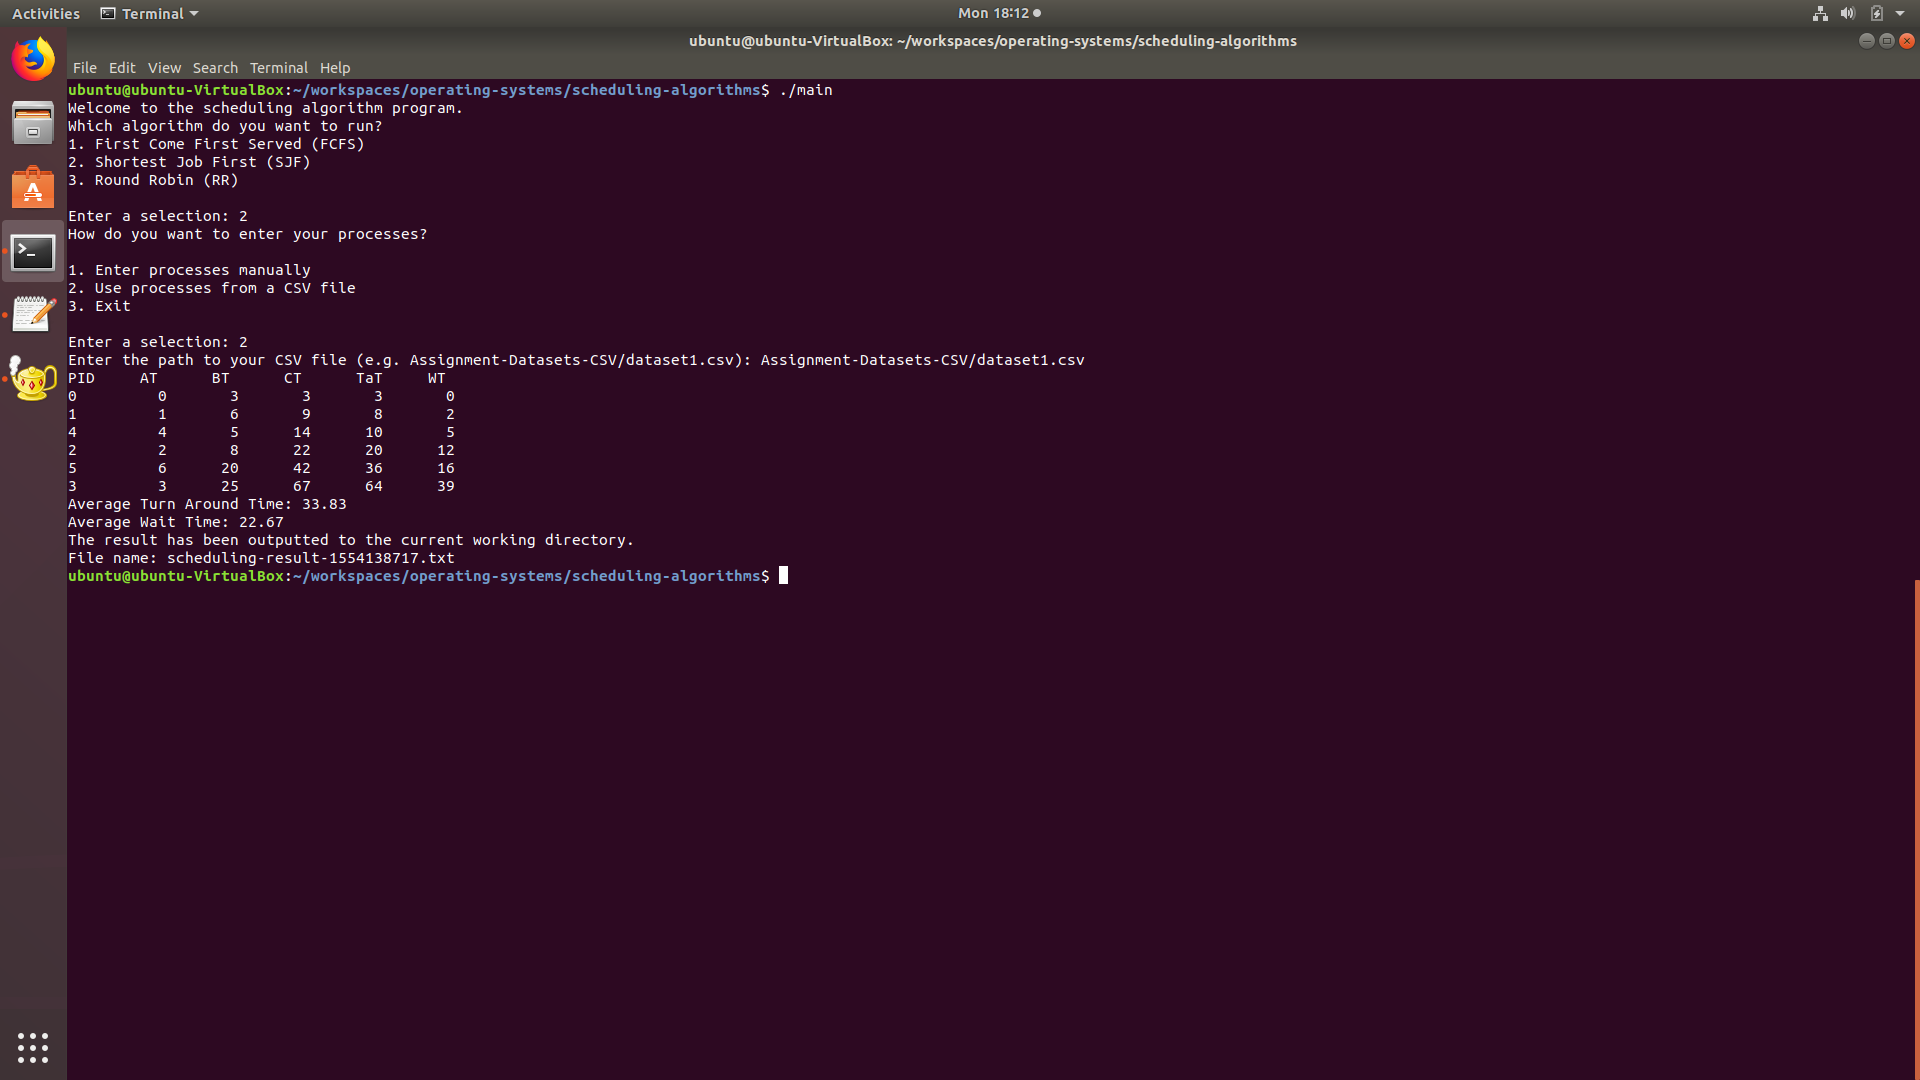 Activities Terminal Mon 18:12
ubuntu@ubuntu-VirtualBox: ~/workspaces/operating-systems/scheduling-algorithms
File Edit View Search Terminal Help
ubuntu@ubuntu-VirtualBox:~/workspaces/operating-systems/scheduling-algorithms$ ./main
Welcome to the scheduling algorithm program.
Which algorithm do you want to run?
1. First Come First Served (FCFS)
2. Shortest Job First (SJF)
3. Round Robin (RR)
Enter a selection: 2
How do you want to enter your processes?
1. Enter processes manually
2. Use processes from a CSV file
3. Exit
Enter a selection: 2
Enter the path to your CSV file (e.g. Assignment-Datasets-CSV/dataset1.csv): Assignment-Datasets-CSV/dataset1.csv
PID AT BT CT TaT WT
0 0 3 3 3 0
1 1 6 9 8 2
4 4 5 14 10 5
2 2 8 22 20 12
5 6 20 42 36 16
3 3 25 67 64 39
Average Turn Around Time: 33.83
Average Wait Time: 22.67
The result has been outputted to the current working directory.
File name: scheduling-result-1554138717.txt
ubuntu@ubuntu-VirtualBox:~/workspaces/operating-systems/scheduling-algorithms$